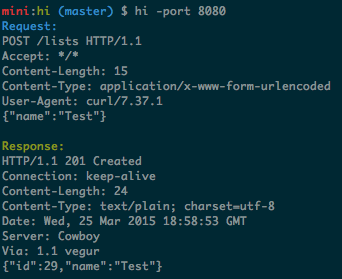 mini:hi (master) $ hi -port 8080
Request:
POST /lists HTTP/1.1
Accept: */*
Content-Length: 15
Content-Type: application/x-www-form-urlencoded
User-Agent: curl/7.37.1
{"name":"Test"}
Response:
HTTP/1.1 201 Created
Connection: keep-alive
Content-Length: 24
Content-Type: text/plain; charset=utf-8
Date: Wed, 25 Mar 2015 18:58:53 GMT
Server: Cowboy
Via: 1.1 vegur
{"id":29,"name":"Test"}